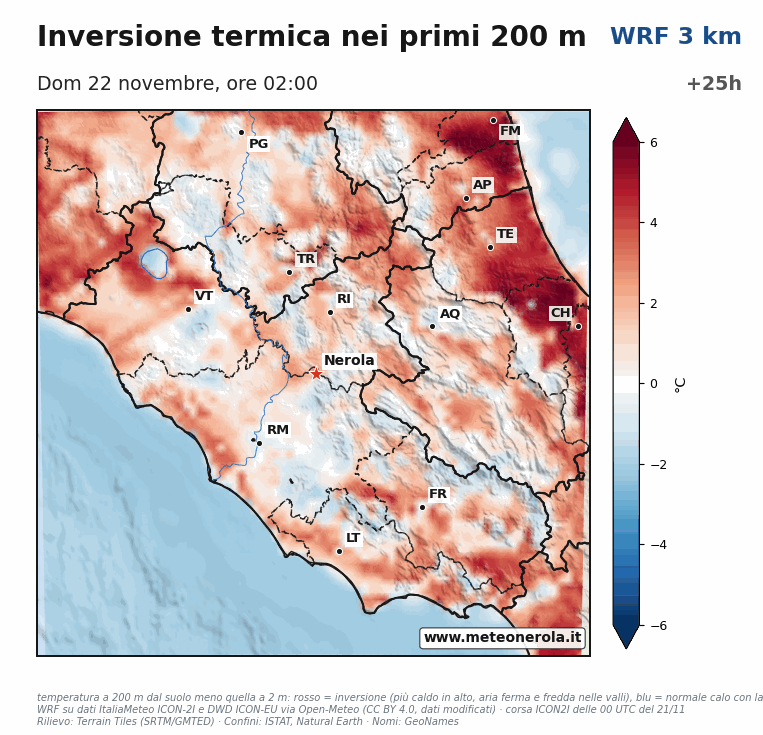 Inversione termica nei primi 200 m
WRF 3 km
Dom 22 novembre, ore 02:00
+25h
FM
PG
AP
TE
TR
VT
RI
AQ
CH
Nerola
RM
FR
LT
www.meteonerola.it
6
4
2
0
−2
−4
−6
°C
temperatura a 200 m dal suolo meno quella a 2 m: rosso = inversione (più caldo in alto, aria ferma e fredda nelle valli), blu = normale calo con la
WRF su dati ItaliaMeteo ICON-2I e DWD ICON-EU via Open-Meteo (CC BY 4.0, dati modificati) · corsa ICON2I delle 00 UTC del 21/11
Rilievo: Terrain Tiles (SRTM/GMTED) · Confini: ISTAT, Natural Earth · Nomi: GeoNames